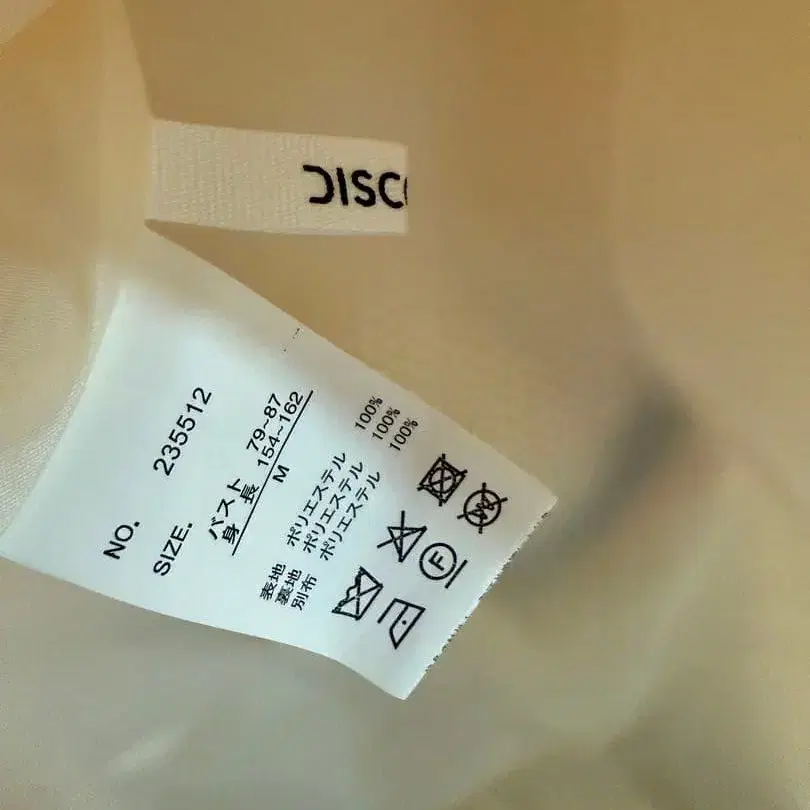 DISC
NO. 235512
SIZE.
バスト 79~87
身長 154~162
M
表地 ポリエステル 100%
裏地 ポリエステル 100%
別布 ポリエステル 100%
F
W